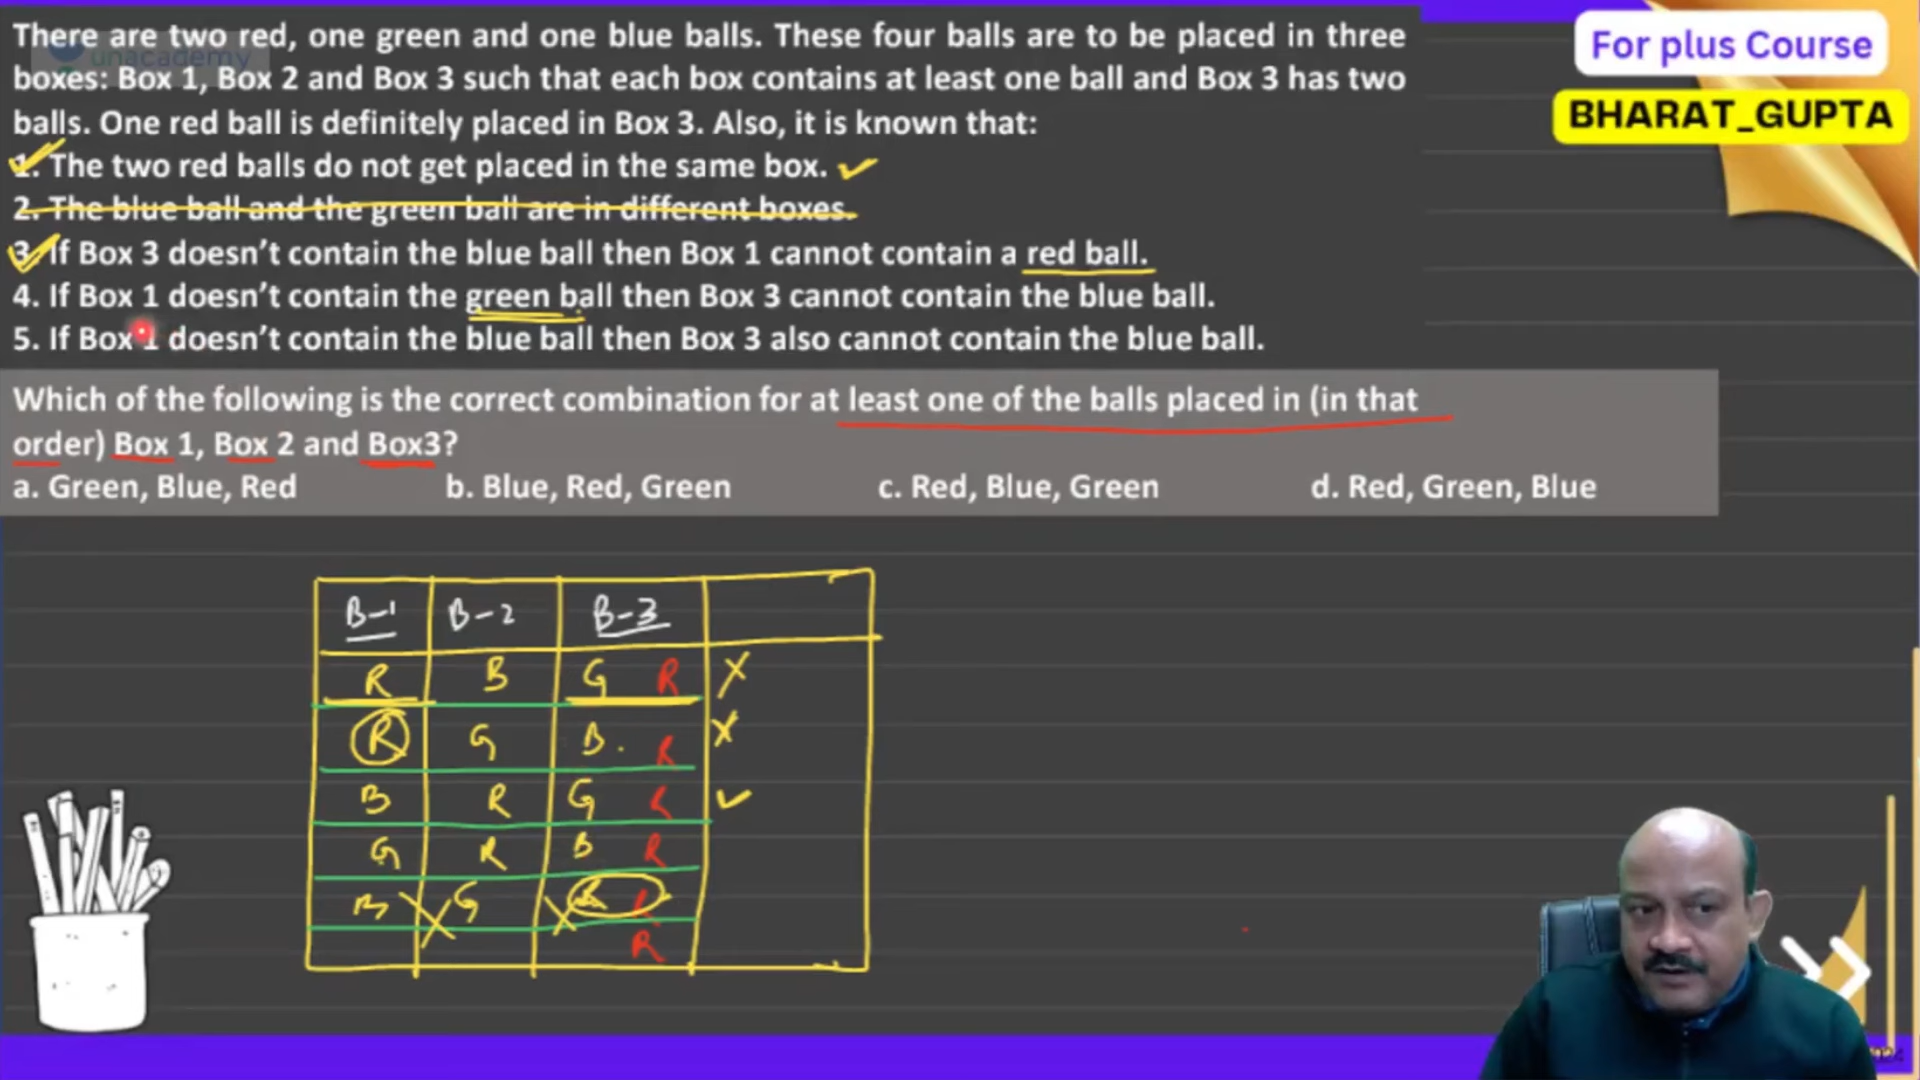 There are two red, one green and one blue balls. These four balls are to be placed in three
For plus Course
unacademy
boxes: Box 1, Box 2 and Box 3 such that each box contains at least one ball and Box 3 has two
BHARAT_GUPTA
balls. One red ball is definitely placed in Box 3. Also, it is known that:
1. The two red balls do not get placed in the same box.
2. The blue ball and the green ball are in different boxes.
3. If Box 3 doesn't contain the blue ball then Box 1 cannot contain a red ball.
4. If Box 1 doesn't contain the green ball then Box 3 cannot contain the blue ball.
5. If Box 1 doesn't contain the blue ball then Box 3 also cannot contain the blue ball.
Which of the following is the correct combination for at least one of the balls placed in (in that
order) Box 1, Box 2 and Box3?
a. Green, Blue, Red b. Blue, Red, Green c. Red, Blue, Green d. Red, Green, Blue
B-1 B-2 B-3
R B G R
R G B. R
B R G R
G R B R
B G R
R